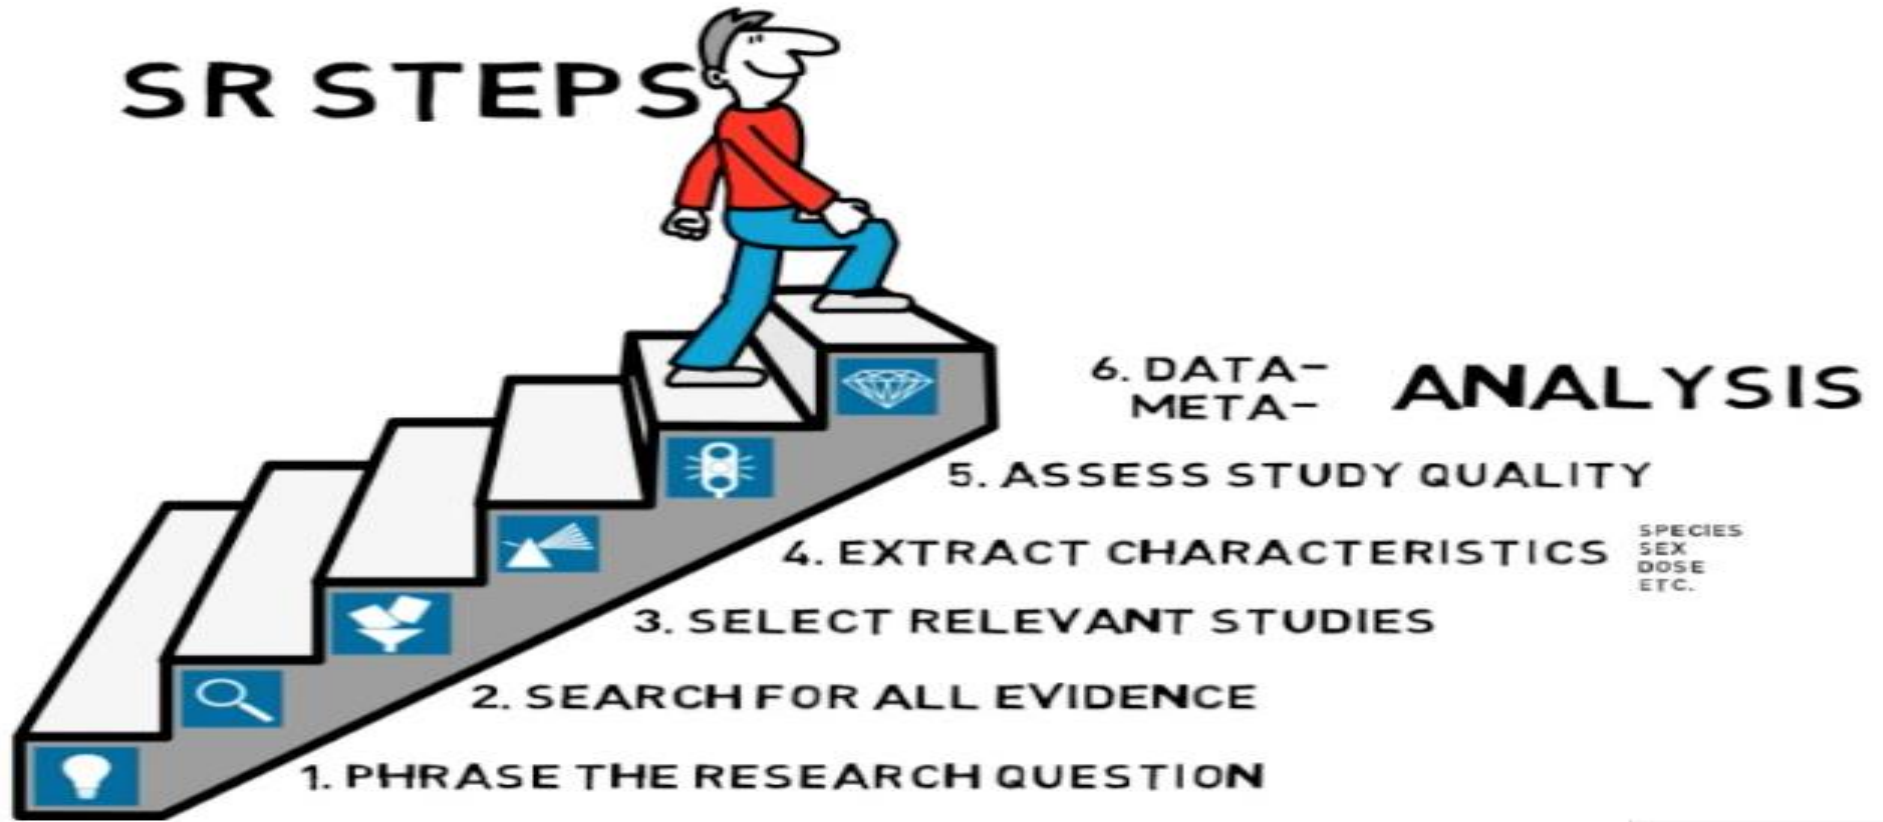 SR STEPS
6. DATA-
META-
ANALYSIS
5. ASSESS STUDY QUALITY
4. EXTRACT CHARACTERISTICS
SPECIES
SEX
DOSE
ETC.
3. SELECT RELEVANT STUDIES
2. SEARCH FOR ALL EVIDENCE
1. PHRASE THE RESEARCH QUESTION